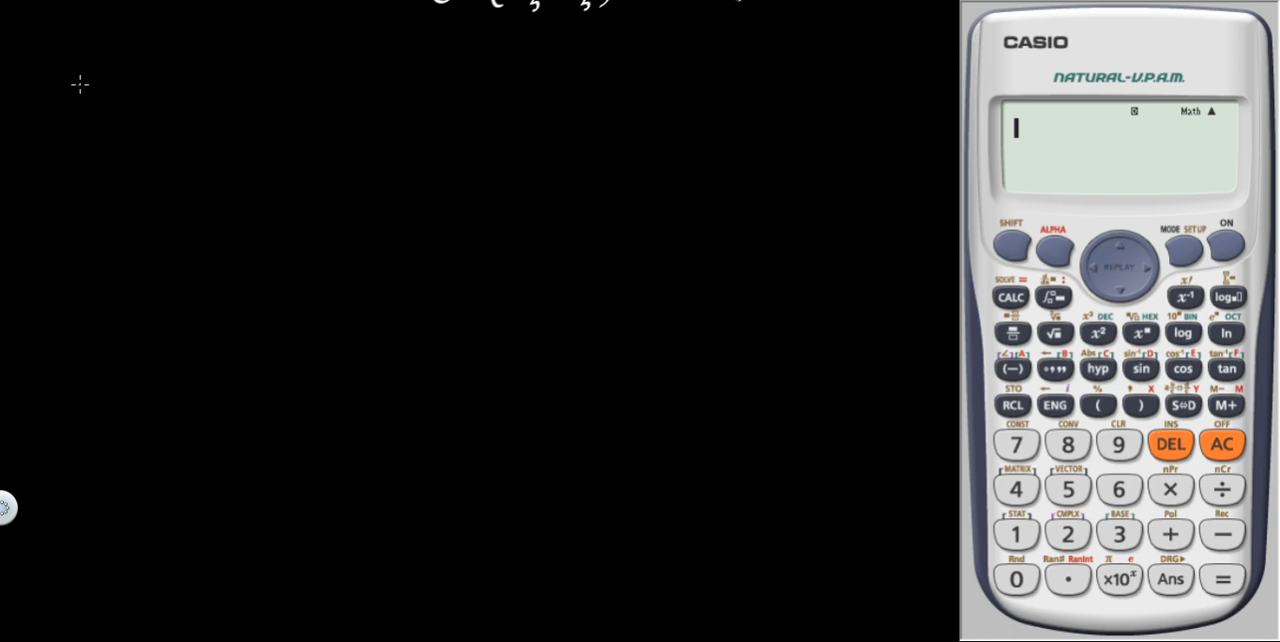 CASIO
NATURAL-V.P.A.M.
D Math ▲
SHIFT ALPHA MODE SETUP ON
REPLAY
SOLVE = : x!
CALC x⁻¹ log
x³ DEC HEX 10ˣ BIN eˣ OCT
x² log ln
A B Abs C sin⁻¹ D cos⁻¹ E tan⁻¹ F
(−) hyp sin cos tan
STO ← i % , X Y M− M
RCL ENG ( ) S⇔D M+
CONST CONV CLR INS OFF
7 8 9 DEL AC
MATRIX VECTOR nPr nCr
4 5 6 × ÷
STAT CMPLX BASE Pol Rec
1 2 3 + −
Rnd Ran# RanInt π e DRG▶
0 . ×10ˣ Ans =